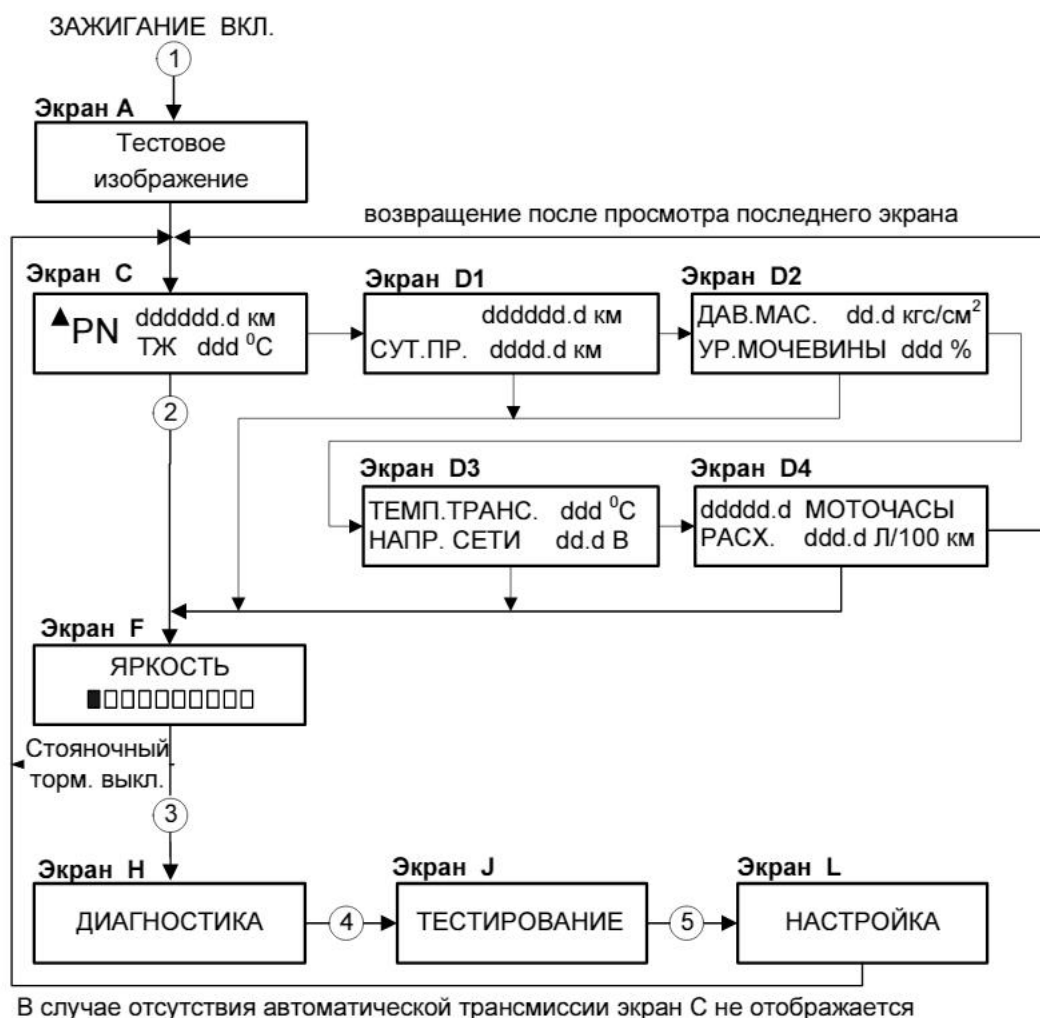 ЗАЖИГАНИЕ ВКЛ.
1
Экран A
Тестовое
изображение
возвращение после просмотра последнего экрана
Экран C
▲PN dddddd.d км
ТЖ ddd ⁰C
Экран D1
dddddd.d км
СУТ.ПР. dddd.d км
Экран D2
ДАВ.МАС. dd.d кгс/см²
УР.МОЧЕВИНЫ ddd %
2
Экран D3
ТЕМП.ТРАНС. ddd ⁰C
НАПР. СЕТИ dd.d В
Экран D4
ddddd.d МОТОЧАСЫ
РАСХ. ddd.d Л/100 км
Экран F
ЯРКОСТЬ
Стояночный
торм. выкл.
3
Экран H
ДИАГНОСТИКА
4
Экран J
ТЕСТИРОВАНИЕ
5
Экран L
НАСТРОЙКА
В случае отсутствия автоматической трансмиссии экран С не отображается